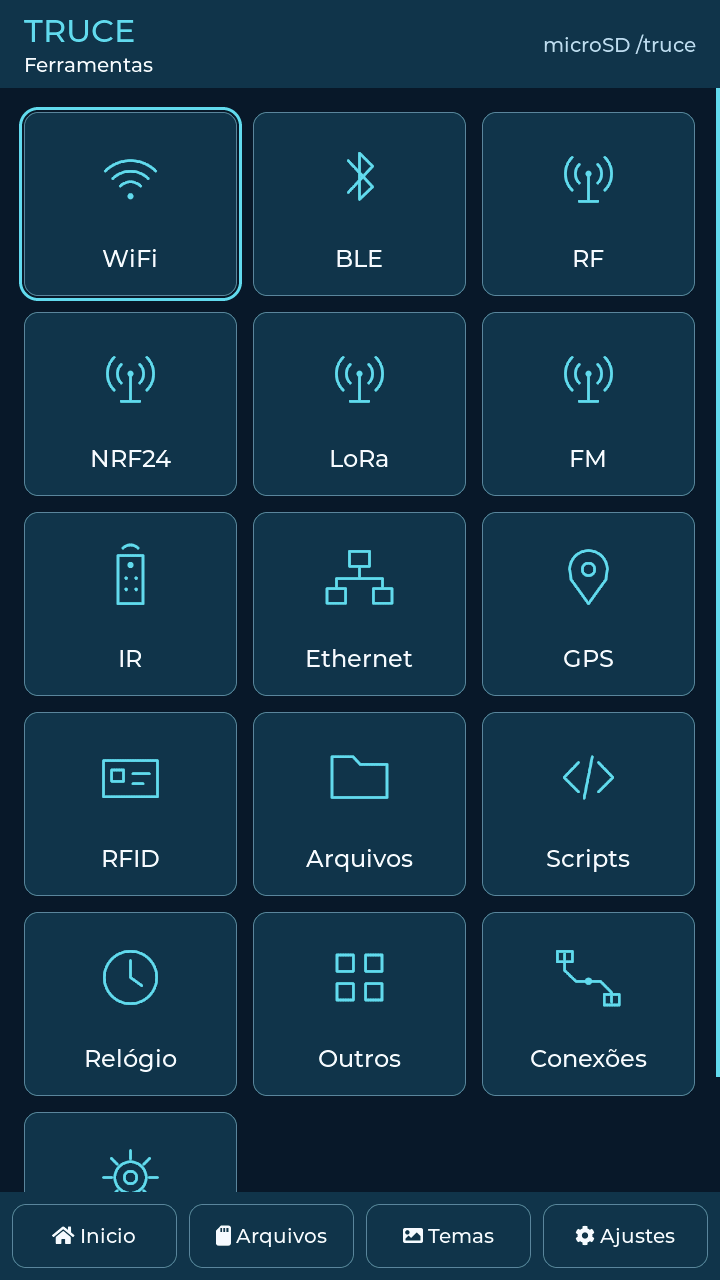 TRUCE
Ferramentas
microSD /truce
WiFi
BLE
RF
NRF24
LoRa
FM
IR
Ethernet
GPS
RFID
Arquivos
Scripts
Relógio
Outros
Conexões
Inicio
Arquivos
Temas
Ajustes